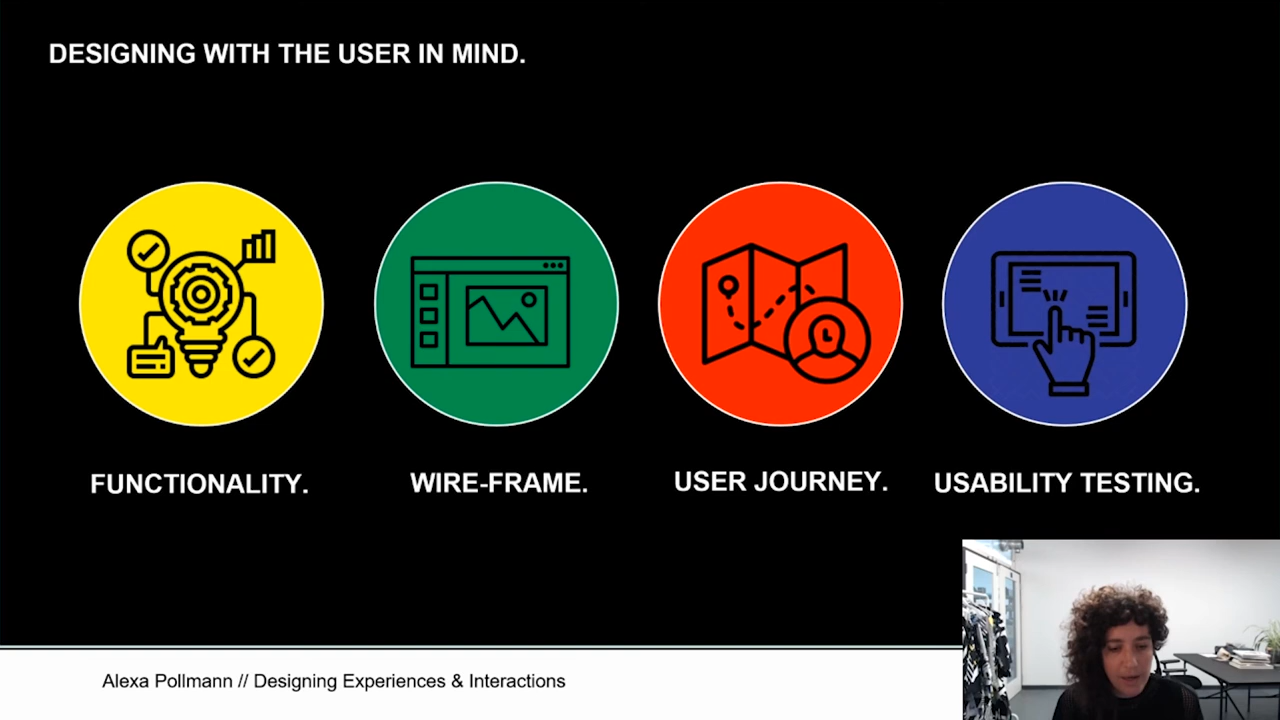 DESIGNING WITH THE USER IN MIND.
FUNCTIONALITY.
WIRE-FRAME.
USER JOURNEY.
USABILITY TESTING.
Alexa Pollmann // Designing Experiences & Interactions